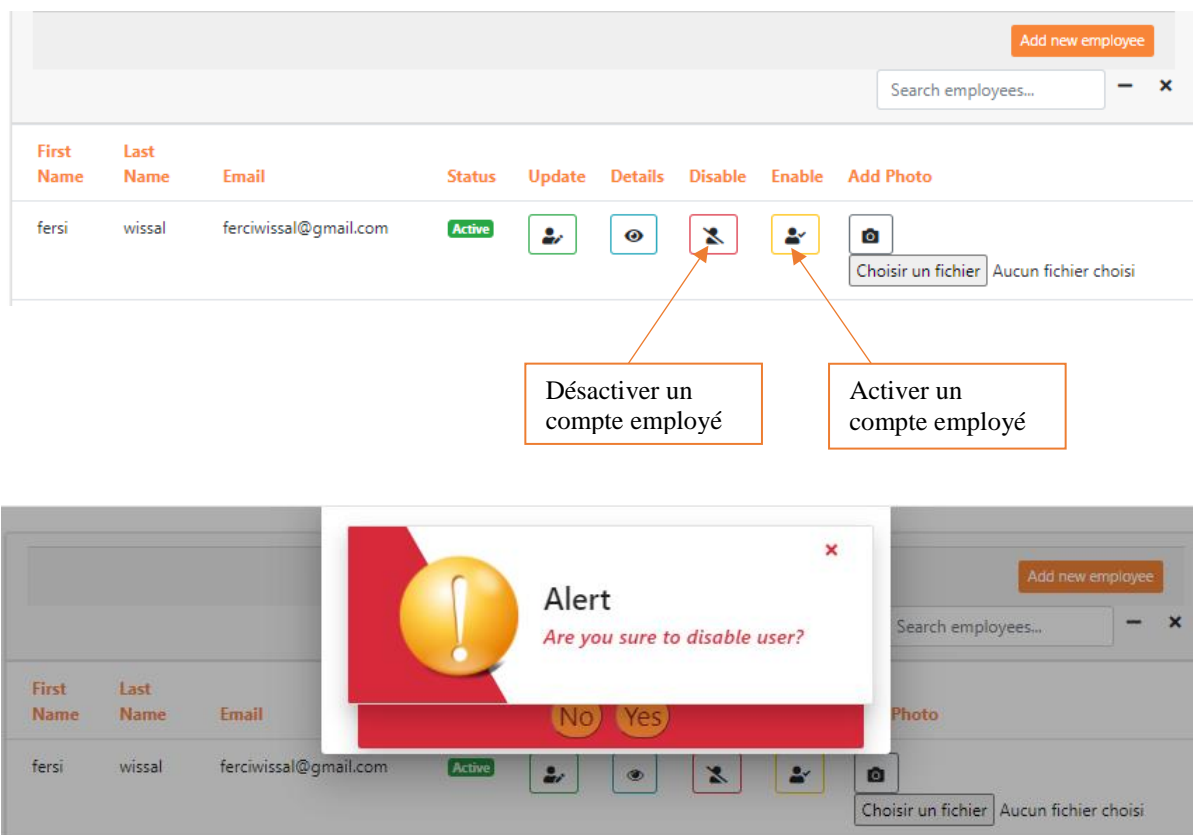 Add new employee
Search employees...
First Name Last Name Email Status Update Details Disable Enable Add Photo
fersi wissal ferciwissal@gmail.com Active
Choisir un fichier Aucun fichier choisi
Désactiver un
compte employé
Activer un
compte employé
Add new employee
Alert
Are you sure to disable user?
Search employees...
No Yes
First Name Last Name Email Photo
fersi wissal ferciwissal@gmail.com Active
Choisir un fichier Aucun fichier choisi